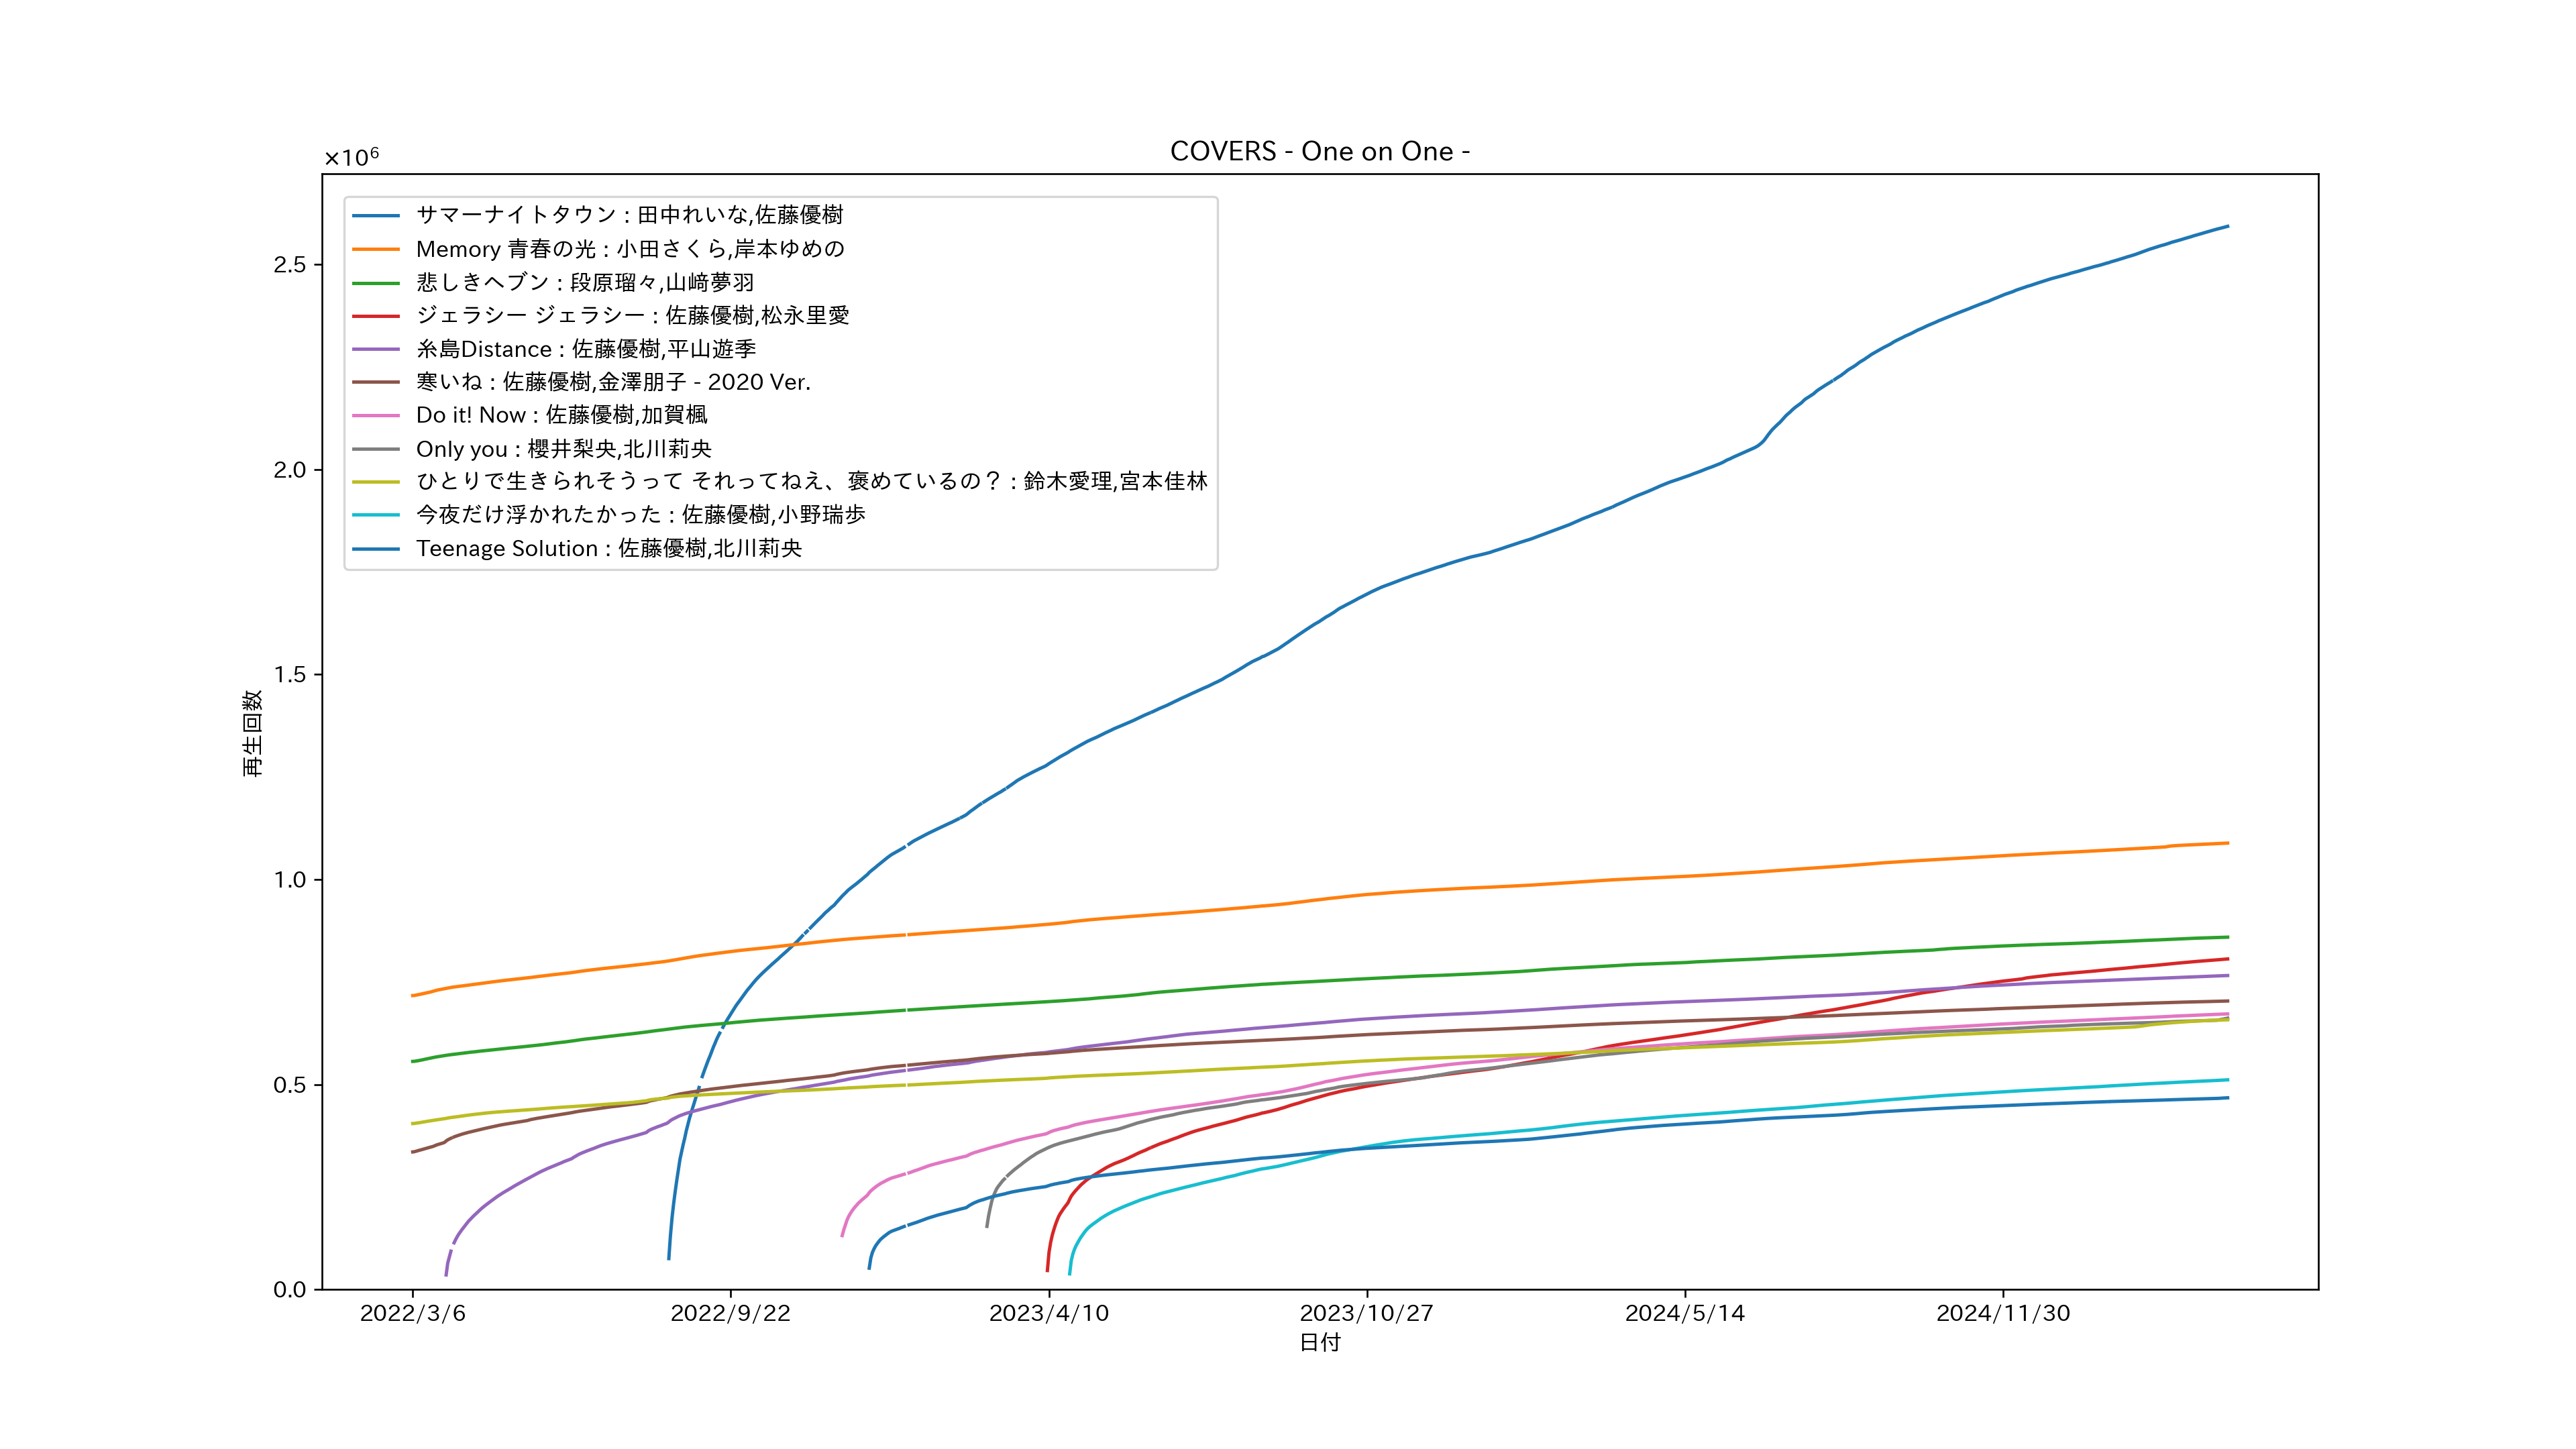 COVERS - One on One -
×10⁶
サマーナイトタウン : 田中れいな,佐藤優樹
Memory 青春の光 : 小田さくら,岸本ゆめの
悲しきヘブン : 段原瑠々,山﨑夢羽
ジェラシー ジェラシー : 佐藤優樹,松永里愛
糸島Distance : 佐藤優樹,平山遊季
寒いね : 佐藤優樹,金澤朋子 - 2020 Ver.
Do it! Now : 佐藤優樹,加賀楓
Only you : 櫻井梨央,北川莉央
ひとりで生きられそうって それってねえ、褒めているの？ : 鈴木愛理,宮本佳林
今夜だけ浮かれたかった : 佐藤優樹,小野瑞歩
Teenage Solution : 佐藤優樹,北川莉央
2.5
2.0
1.5
1.0
0.5
0.0
再生回数
2022/3/6
2022/9/22
2023/4/10
2023/10/27
2024/5/14
2024/11/30
日付